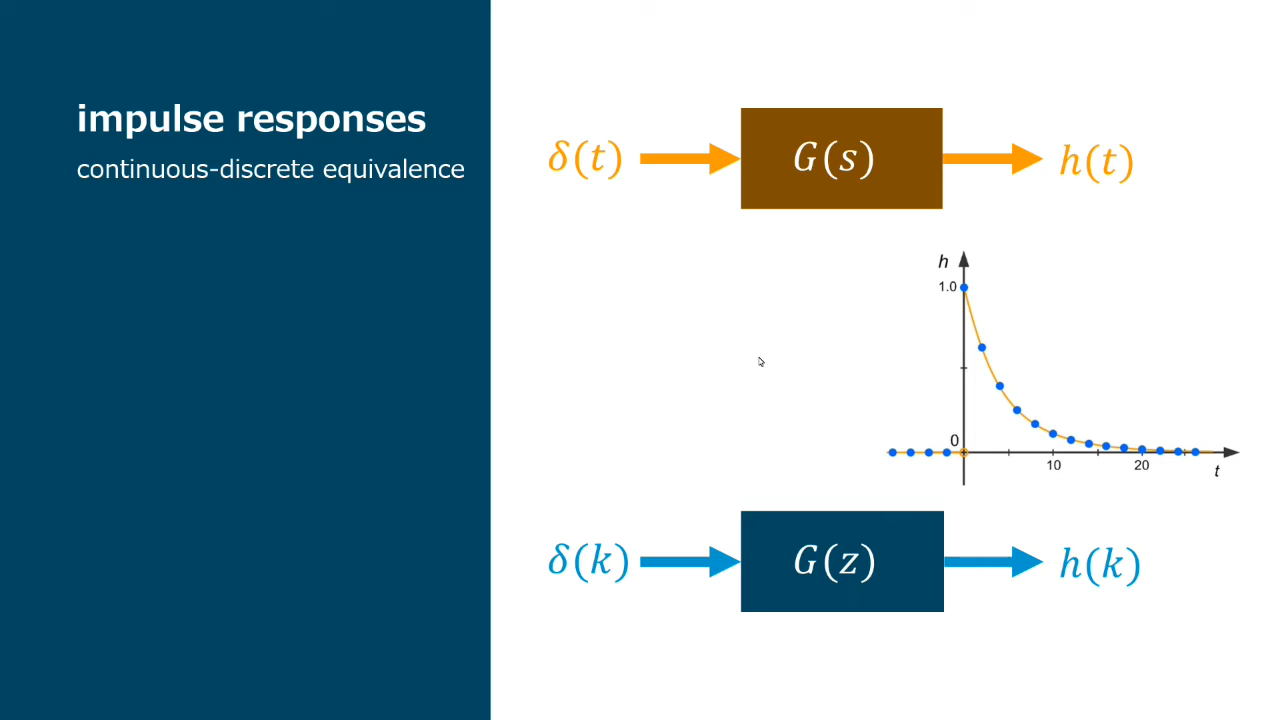 impulse responses
continuous-discrete equivalence
δ(t) G(s) h(t)
h
1.0
0
10 20
t
δ(k) G(z) h(k)